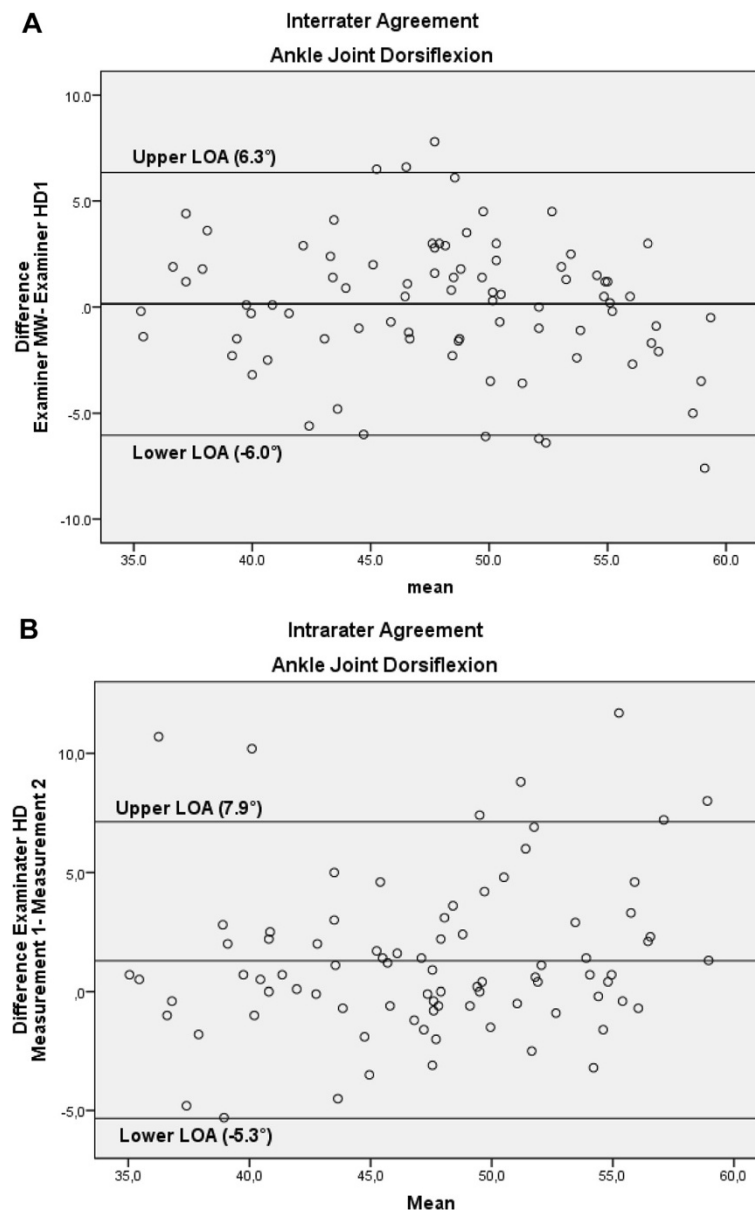 A
Interrater Agreement
Ankle Joint Dorsiflexion
Difference
Examiner MW- Examiner HD1
10.0
5.0
.0
-5.0
-10.0
Upper LOA (6.3°)
Lower LOA (-6.0°)
35.0 40.0 45.0 50.0 55.0 60.0
mean
B
Intrarater Agreement
Ankle Joint Dorsiflexion
Difference Examinater HD
Measurement 1- Measurement 2
10,0
5,0
,0
-5,0
Upper LOA (7.9°)
Lower LOA (-5.3°)
35,0 40,0 45,0 50,0 55,0 60,0
Mean